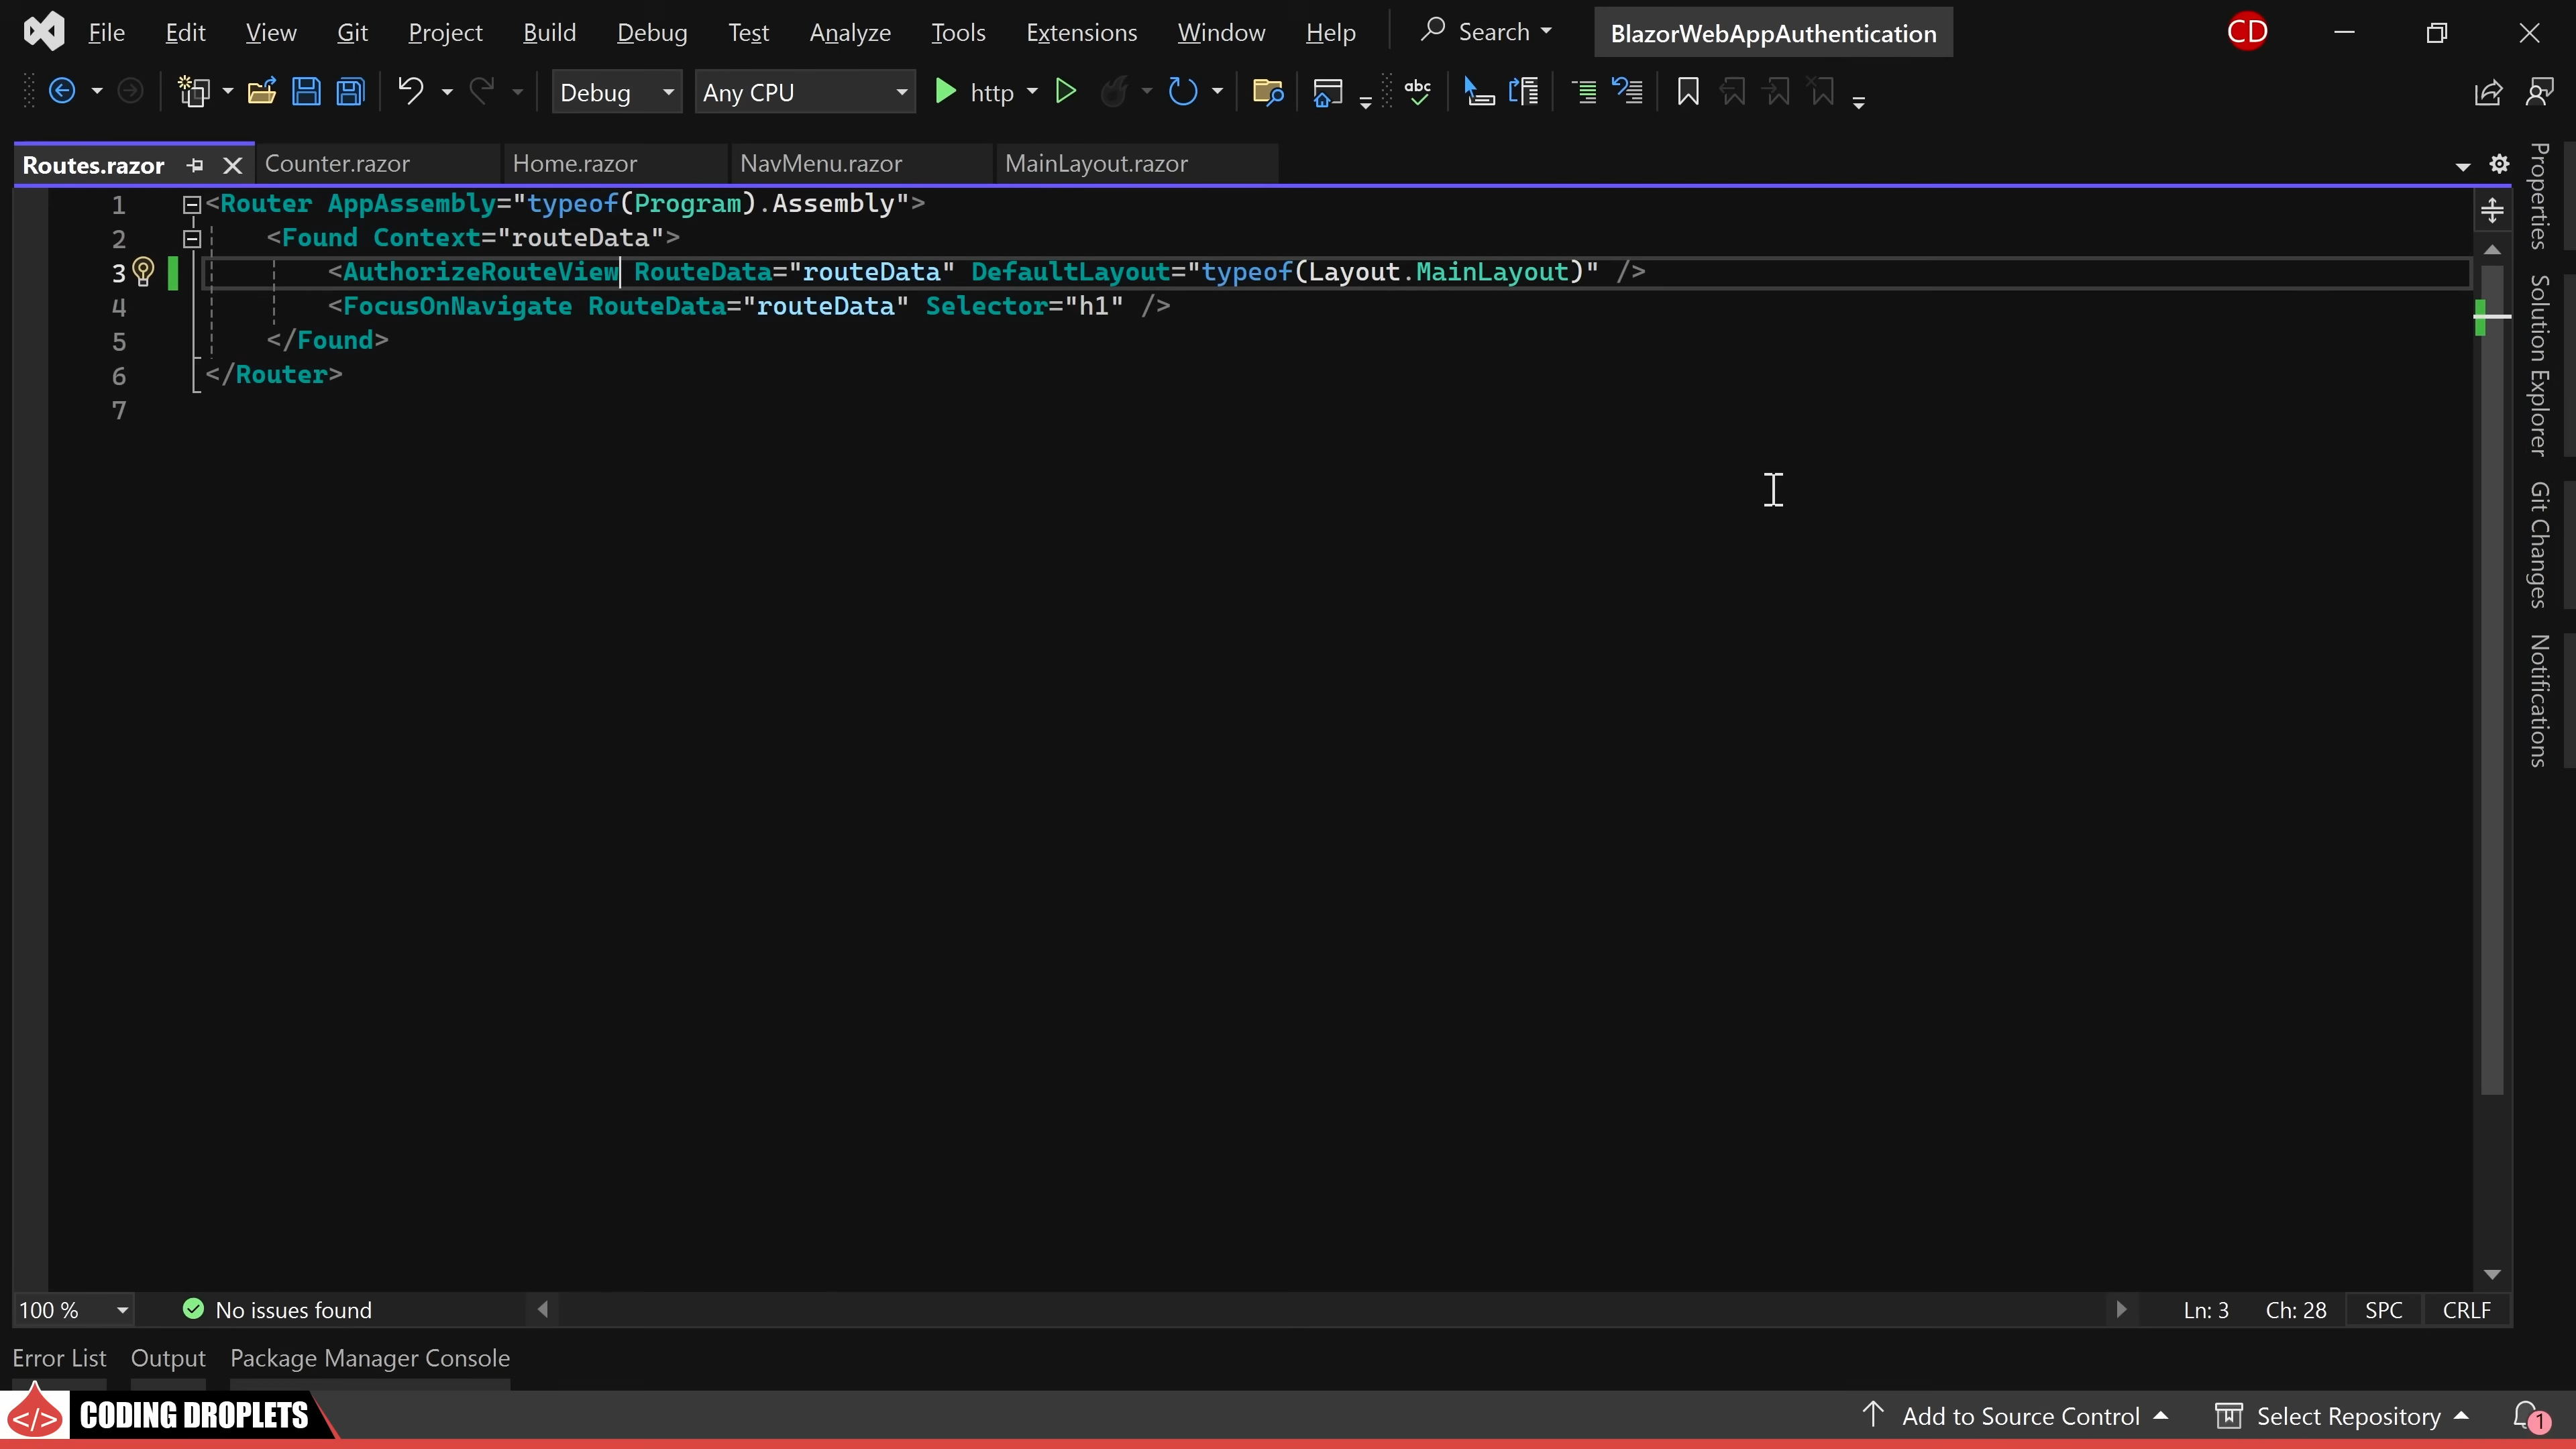 File Edit View Git Project Build Debug Test Analyze Tools Extensions Window Help Search BlazorWebAppAuthentication CD
Debug Any CPU http abc
Routes.razor Counter.razor Home.razor NavMenu.razor MainLayout.razor
1 <Router AppAssembly="typeof(Program).Assembly">
2 <Found Context="routeData">
3 <AuthorizeRouteView RouteData="routeData" DefaultLayout="typeof(Layout.MainLayout)" />
4 <FocusOnNavigate RouteData="routeData" Selector="h1" />
5 </Found>
6 </Router>
7
Properties
Solution Explorer
Git Changes
Notifications
100 % No issues found Ln: 3 Ch: 28 SPC CRLF
Error List Output Package Manager Console
</> CODING DROPLETS Add to Source Control Select Repository 1